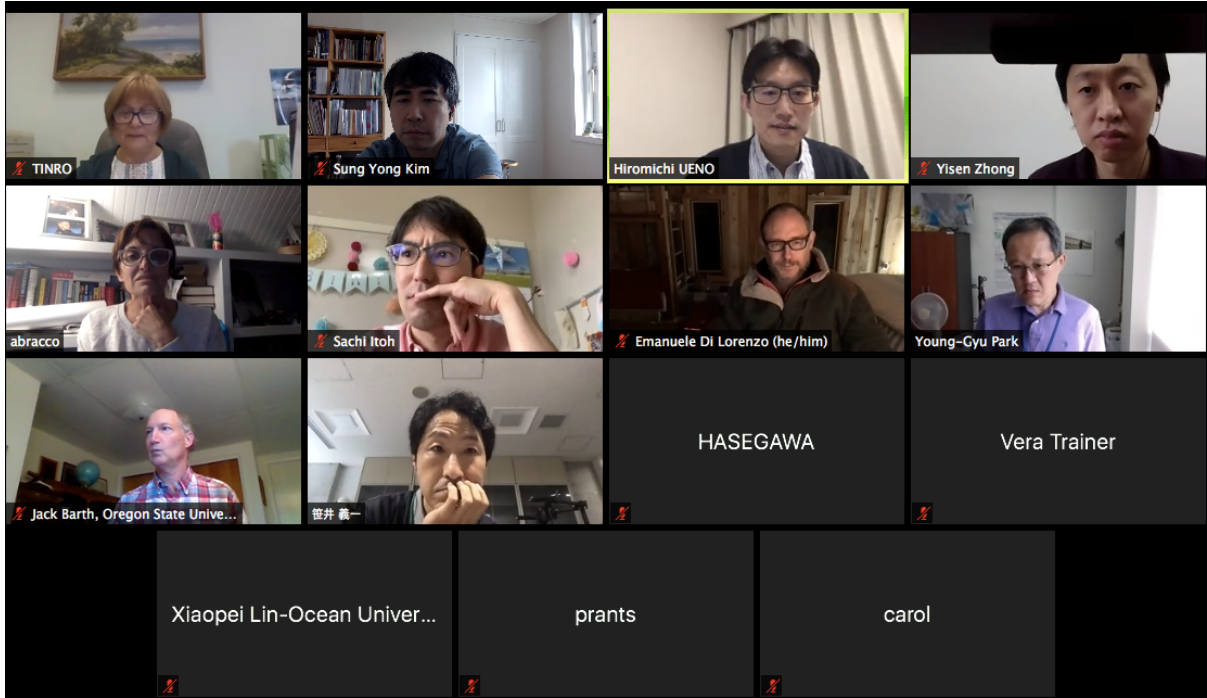 TINRO
Sung Yong Kim
Hiromichi UENO
Yisen Zhong
abracco
Sachi Itoh
Emanuele Di Lorenzo (he/him)
Young-Gyu Park
Jack Barth, Oregon State Unive...
笹井 義一
HASEGAWA
Vera Trainer
Xiaopei Lin-Ocean Univer...
prants
carol